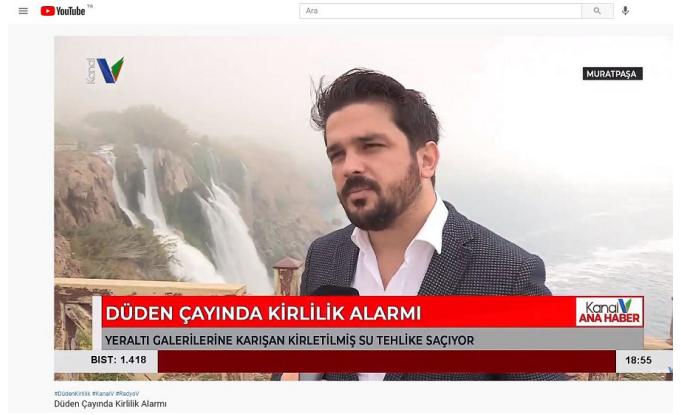 YouTube TR
Ara
Kanal V
MURATPAŞA
DÜDEN ÇAYINDA KİRLİLİK ALARMI
KanalV
ANA HABER
YERALTI GALERİLERİNE KARIŞAN KİRLETİLMİŞ SU TEHLİKE SAÇIYOR
BIST: 1.418
18:55
#DüdenKirlilik #KanalV #RadyoV
Düden Çayında Kirlilik Alarmı